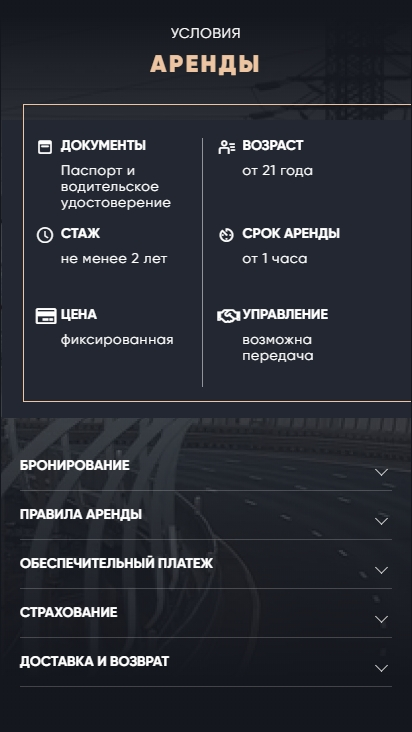 УСЛОВИЯ
АРЕНДЫ
ДОКУМЕНТЫ
Паспорт и
водительское
удостоверение
ВОЗРАСТ
от 21 года
СТАЖ
не менее 2 лет
СРОК АРЕНДЫ
от 1 часа
ЦЕНА
фиксированная
УПРАВЛЕНИЕ
возможна
передача
БРОНИРОВАНИЕ
ПРАВИЛА АРЕНДЫ
ОБЕСПЕЧИТЕЛЬНЫЙ ПЛАТЕЖ
СТРАХОВАНИЕ
ДОСТАВКА И ВОЗВРАТ